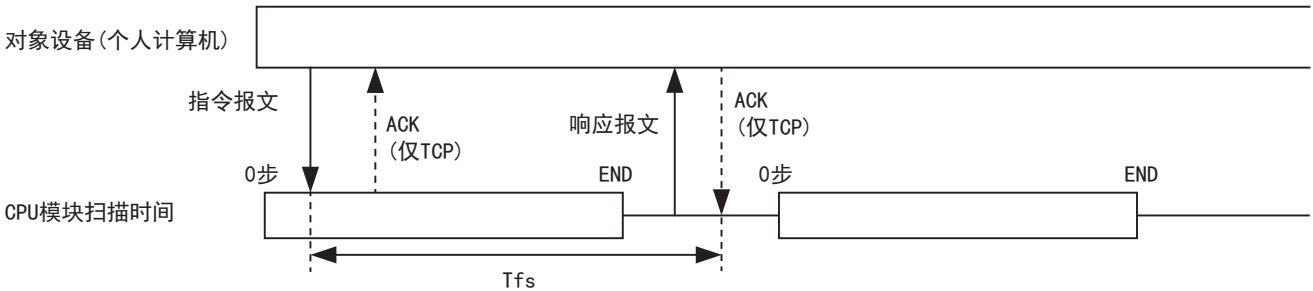 对象设备(个人计算机)
指令报文
ACK
(仅TCP)
响应报文
ACK
(仅TCP)
0步
END
0步
END
CPU模块扫描时间
Tfs